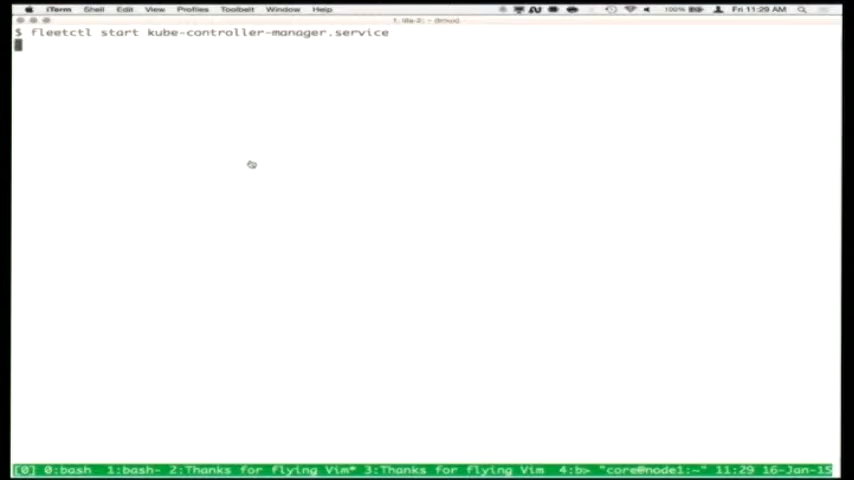 iTerm Shell Edit View Profiles Toolbelt Window Help 100% Fri 11:29 AM
$ fleetctl start kube-controller-manager.service
[0] 0:bash 1:bash- 2:Thanks for flying Vim* 3:Thanks for flying Vim 4:b> "core@node1:~" 11:29 16-Jan-15